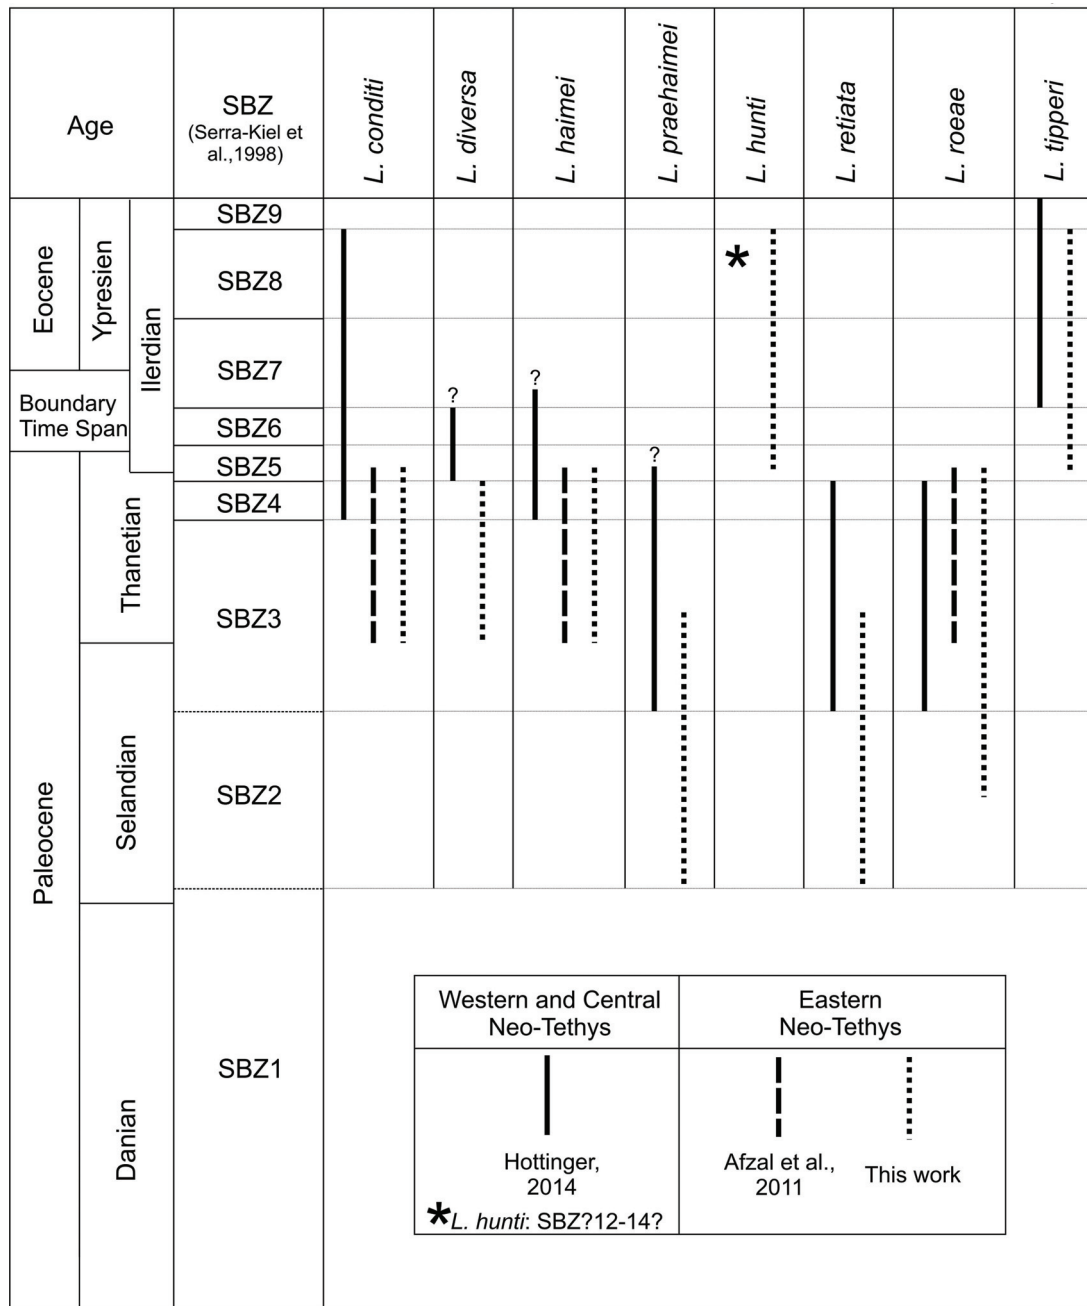 Age
SBZ
(Serra-Kiel et
al.,1998)
L. conditi
L. diversa
L. haimei
L. praehaimei
L. hunti
L. retiata
L. roeae
L. tipperi
Eocene
Ypresien
Ilerdian
Boundary
Time Span
Paleocene
Thanetian
Selandian
Danian
SBZ9
SBZ8
SBZ7
SBZ6
SBZ5
SBZ4
SBZ3
SBZ2
SBZ1
*
?
?
?
Western and Central
Neo-Tethys
Eastern
Neo-Tethys
Hottinger,
2014
Afzal et al.,
2011
This work
*L. hunti: SBZ?12-14?